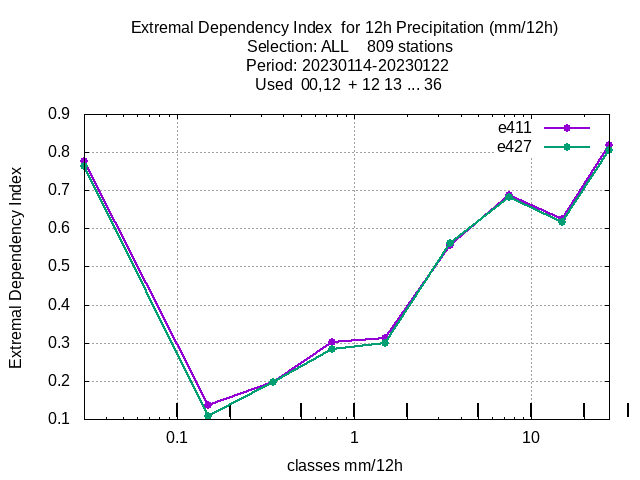 Extremal Dependency Index  for 12h Precipitation (mm/12h)
Selection: ALL    809 stations
Period: 20230114-20230122
Used  00,12  + 12 13 ... 36
e411
e427
Extremal Dependency Index
0.9
0.8
0.7
0.6
0.5
0.4
0.3
0.2
0.1
0.1 1 10
classes mm/12h